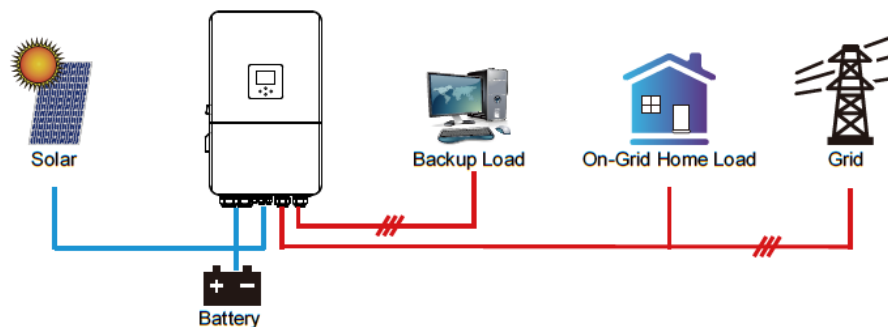 Solar
Backup Load
On-Grid Home Load
Grid
Battery